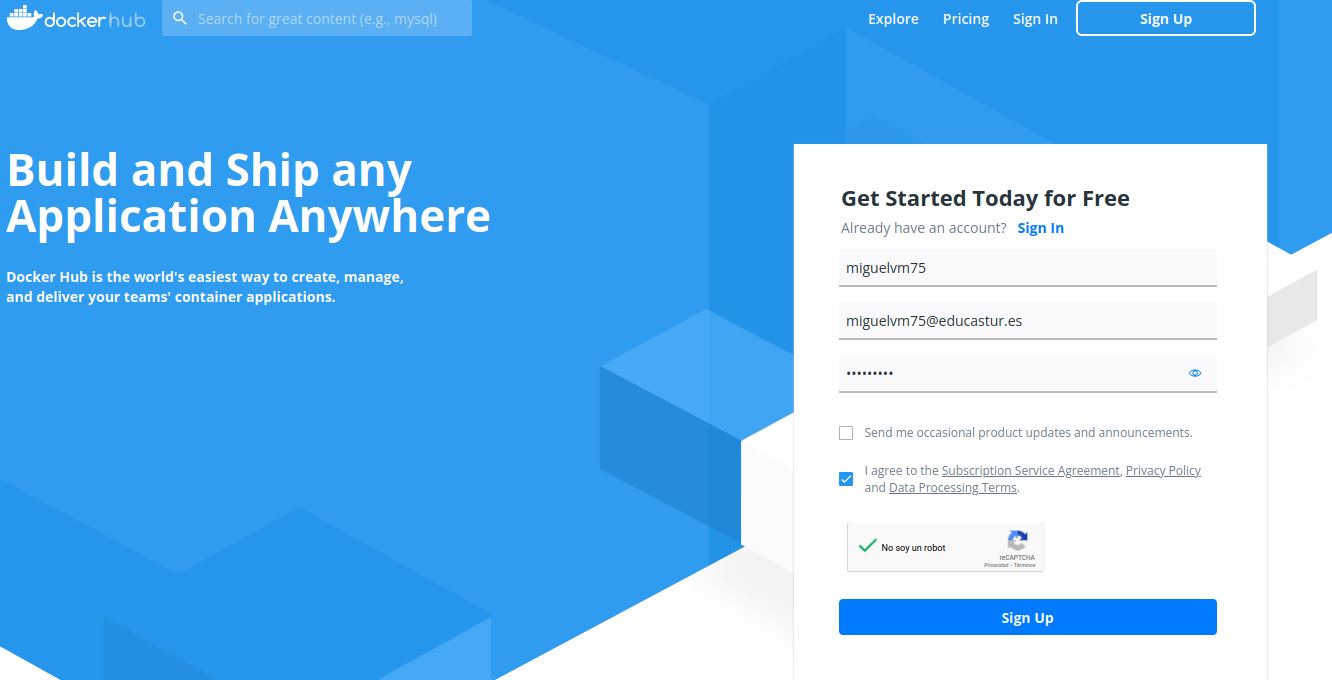 dockerhub
Search for great content (e.g., mysql)
Explore
Pricing
Sign In
Sign Up
Build and Ship any
Application Anywhere
Docker Hub is the world's easiest way to create, manage,
and deliver your teams' container applications.
Get Started Today for Free
Already have an account? Sign In
miguelvm75
miguelvm75@educastur.es
•••••••••
Send me occasional product updates and announcements.
I agree to the Subscription Service Agreement, Privacy Policy
and Data Processing Terms.
No soy un robot
reCAPTCHA
Privacidad - Términos
Sign Up